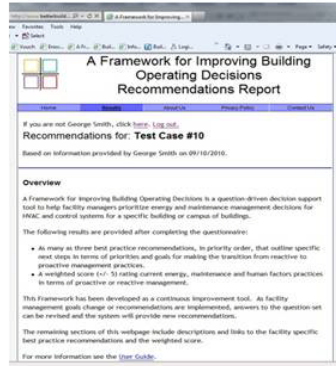 Favorites Tools Help
Select
A Framework for Improving...
Page Safety
A Framework for Improving Building
Operating Decisions
Recommendations Report
Home Results About Us Privacy Policy Contact Us
If you are not George Smith, click here. Log out.
Recommendations for: Test Case #10
Based on information provided by George Smith on 09/10/2010.
Overview
A Framework for Improving Building Operating Decisions is a question-driven decision support
tool to help facility managers prioritize energy and maintenance management decisions for
HVAC and control systems for a specific building or campus of buildings.
The following results are provided after completing the questionnaire:
• As many as three best practice recommendations, in priority order, that outline specific
next steps in terms of priorities and goals for making the transition from reactive to
proactive management practices.
• A weighted score (+/- 5) rating current energy, maintenance and human factors practices
in terms of proactive or reactive management.
This Framework has been developed as a continuous improvement tool. As facility
management goals change or recommendations are implemented, answers to the question set
can be revised and the system will provide new recommendations.
The remaining sections of this webpage include descriptions and links to the facility specific
best practice recommendations and the weighted score.
For more information see the User Guide.